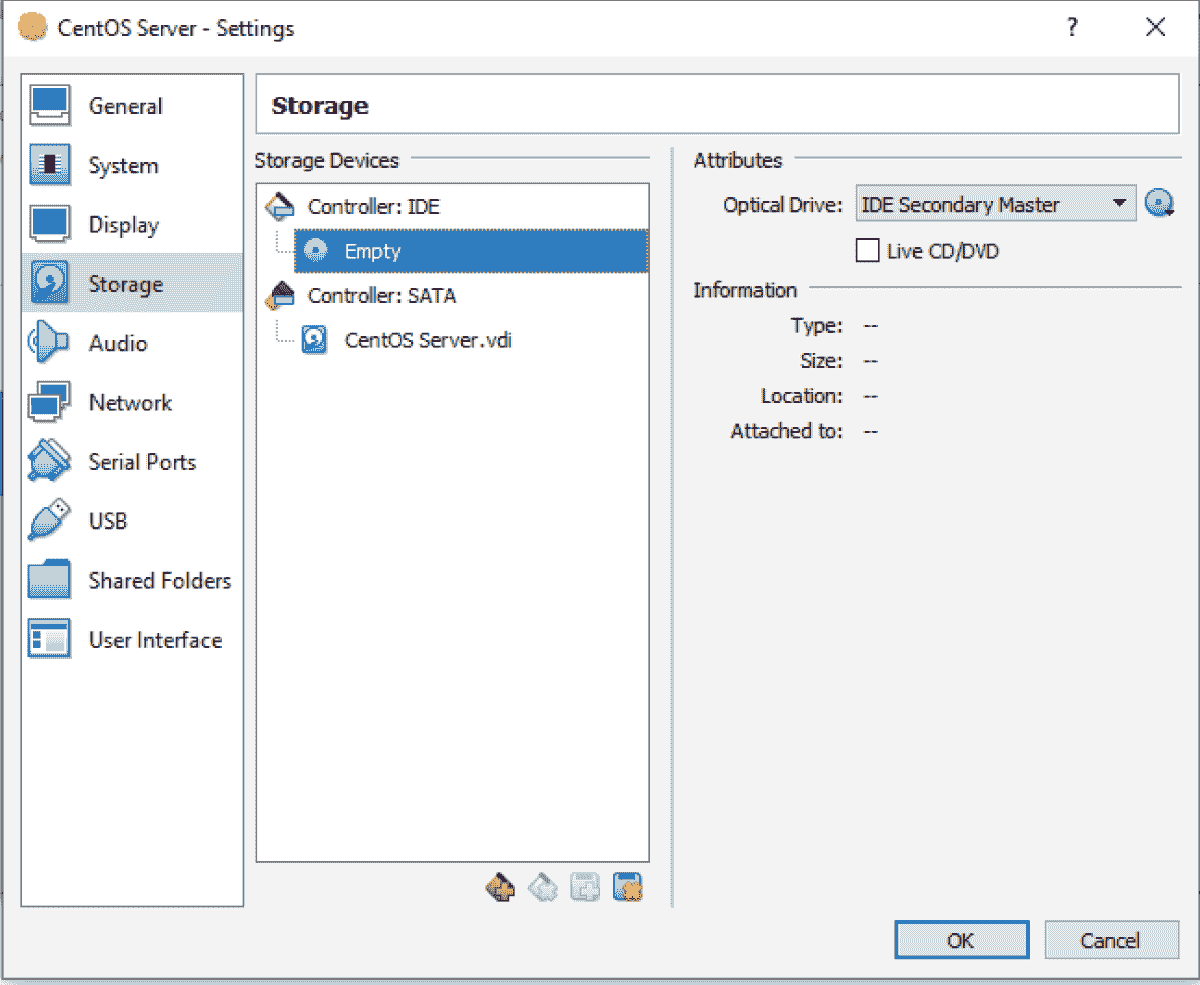 CentOS Server - Settings
?
General
System
Display
Storage
Audio
Network
Serial Ports
USB
Shared Folders
User Interface
Storage
Storage Devices
Controller: IDE
Empty
Controller: SATA
CentOS Server.vdi
Attributes
Optical Drive: IDE Secondary Master
Live CD/DVD
Information
Type: --
Size: --
Location: --
Attached to: --
OK
Cancel